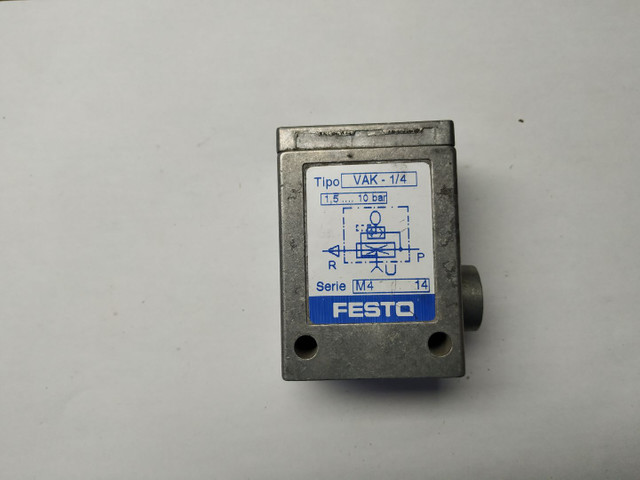 Tipo VAK - 1/4
1,5 .... 10 bar
R P
U
Serie M4 14
FESTO